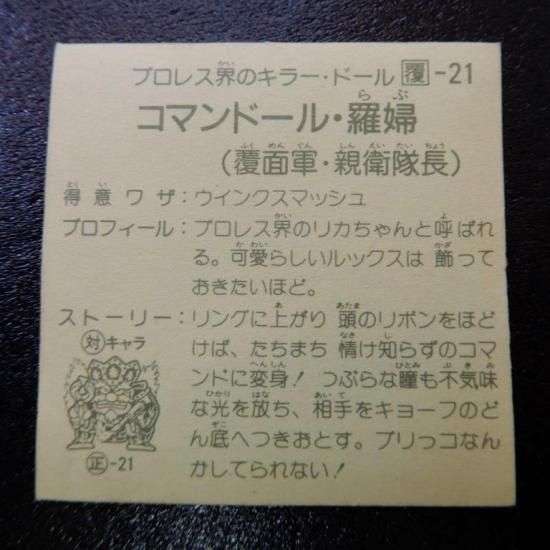 プロレス界のキラー・ドール 覆-21
コマンドール・羅婦
(覆面軍・親衛隊長)
得意ワザ:ウインクスマッシュ
プロフィール:プロレス界のリカちゃんと呼ばれ
る。可愛らしいルックスは飾って
おきたいほど。
ストーリー:リングに上がり頭のリボンをほど
けば、たちまち情け知らずのコマ
ンドに変身!つぶらな瞳も不気味
な光を放ち、相手をキョーフのど
ん底へつきおとす。ブリっコなん
かしてられない!
対キャラ
正-21